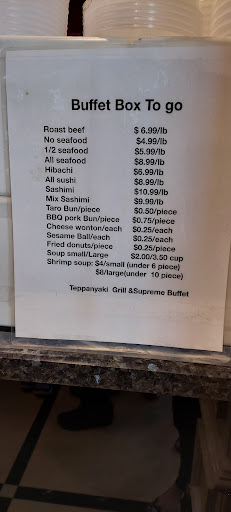 Buffet Box To go
Roast beef $ 6.99/lb
No seafood $4.99/lb
1/2 seafood $5.99/lb
All seafood $8.99/lb
Hibachi $6.99/lb
All sushi $8.99/lb
Sashimi $10.99/lb
Mix Sashimi $9.99/lb
Taro Bun/piece $0.50/piece
BBQ pork Bun/piece $0.75/piece
Cheese wonton/each $0.25/each
Sesame Ball/each $0.25/each
Fried donuts/piece $0.25/piece
Soup small/Large $2.00/3.50 cup
Shrimp soup: $4/small (under 6 piece)
$8/large(under 10 piece)
Teppanyaki Grill &Supreme Buffet